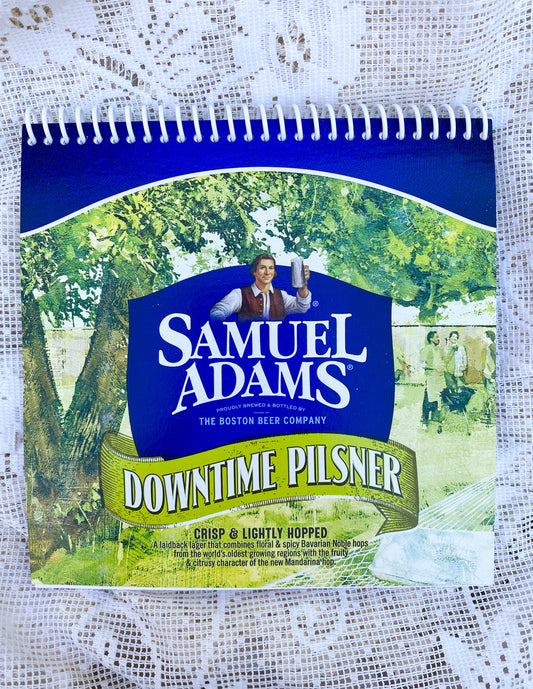 SAMUEL
ADAMS
PROUDLY BREWED & BOTTLED BY
THE BOSTON BEER COMPANY
DOWNTIME PILSNER
CRISP & LIGHTLY HOPPED
A laidback lager that combines floral & spicy Bavarian Noble hops
from the world's oldest growing regions with the fruity
& citrusy character of the new Mandarina hop.